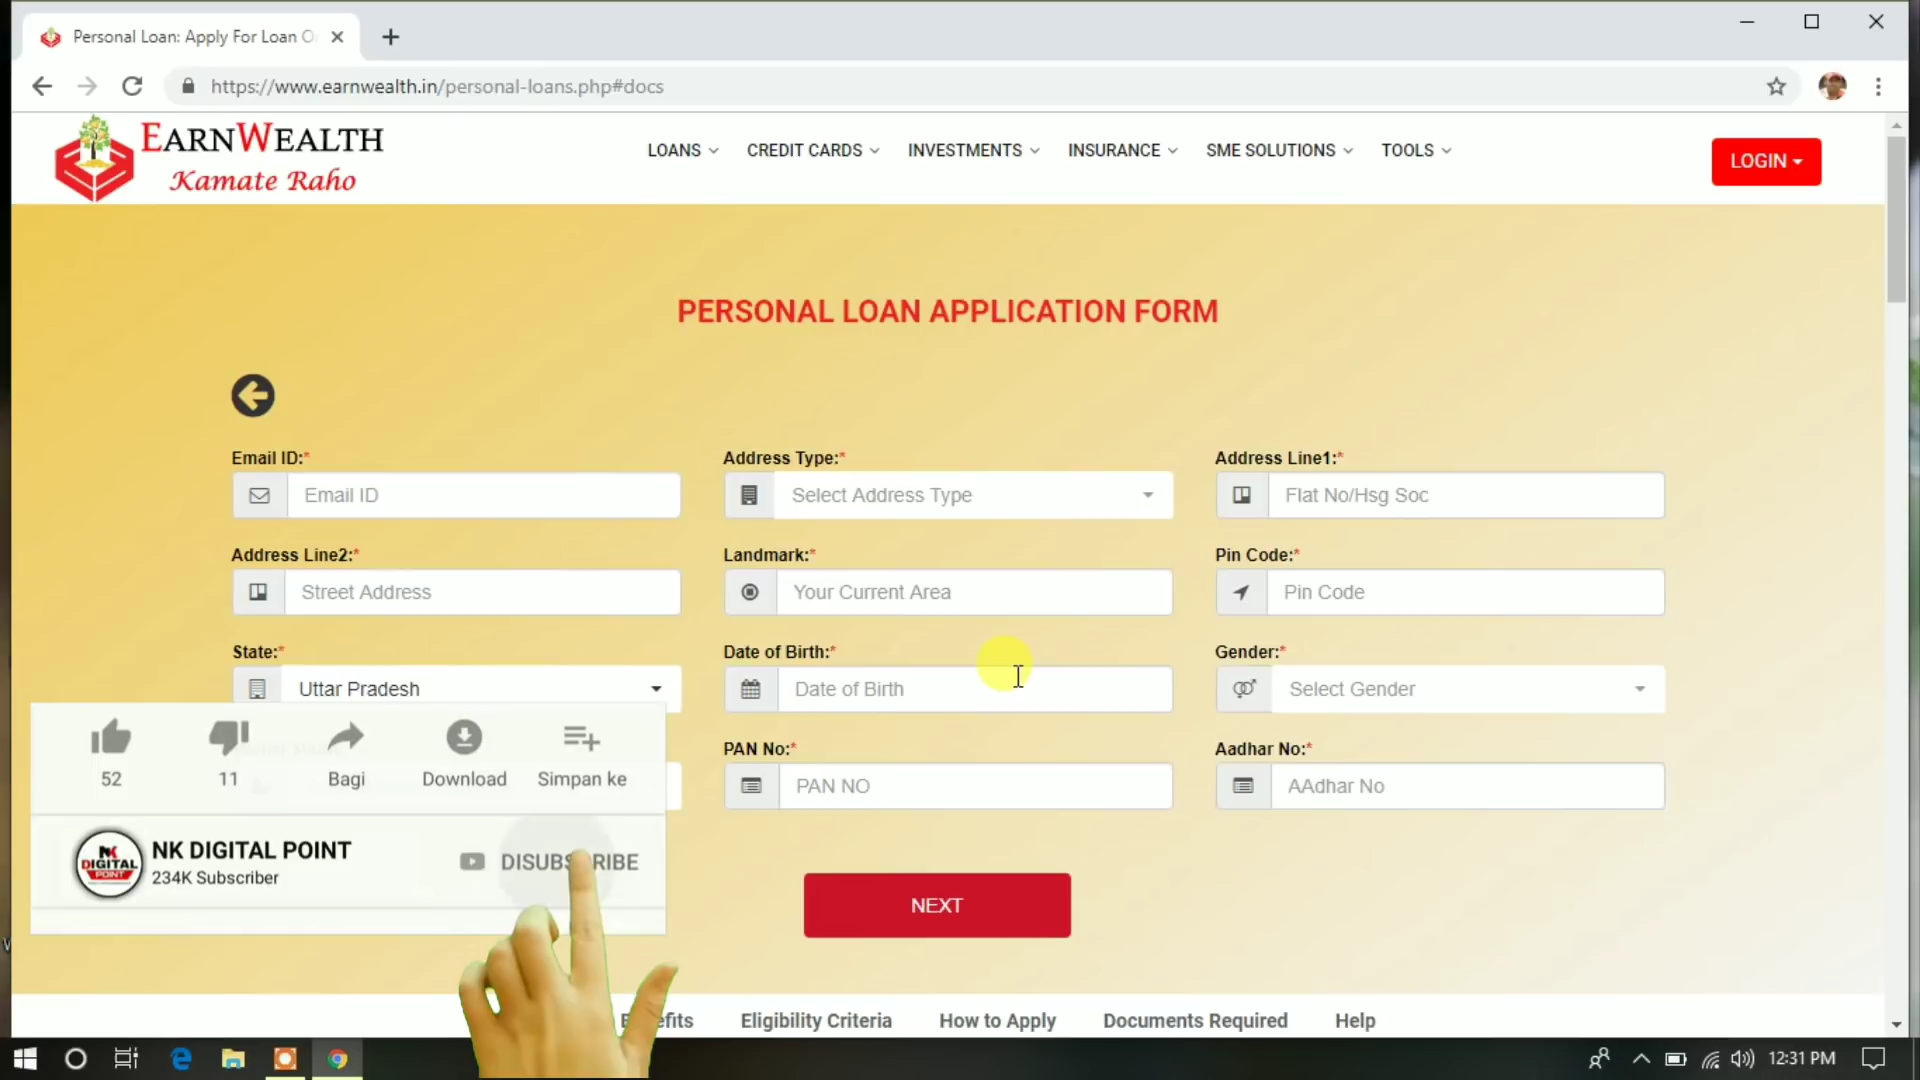 Personal Loan: Apply For Loan O
https://www.earnwealth.in/personal-loans.php#docs
EARNWEALTH
Kamate Raho
LOANS
CREDIT CARDS
INVESTMENTS
INSURANCE
SME SOLUTIONS
TOOLS
LOGIN
PERSONAL LOAN APPLICATION FORM
Email ID:*
Email ID
Address Type:*
Select Address Type
Address Line1:*
Flat No/Hsg Soc
Address Line2:*
Street Address
Landmark:*
Your Current Area
Pin Code:*
Pin Code
State:*
Uttar Pradesh
Date of Birth:*
Date of Birth
Gender:*
Select Gender
PAN No:*
PAN NO
Aadhar No:*
AAdhar No
52
11
Bagi
Download
Simpan ke
NK DIGITAL POINT
NK DIGITAL POINT
234K Subscriber
NEXT
Eligibility Criteria
How to Apply
Documents Required
Help
12:31 PM